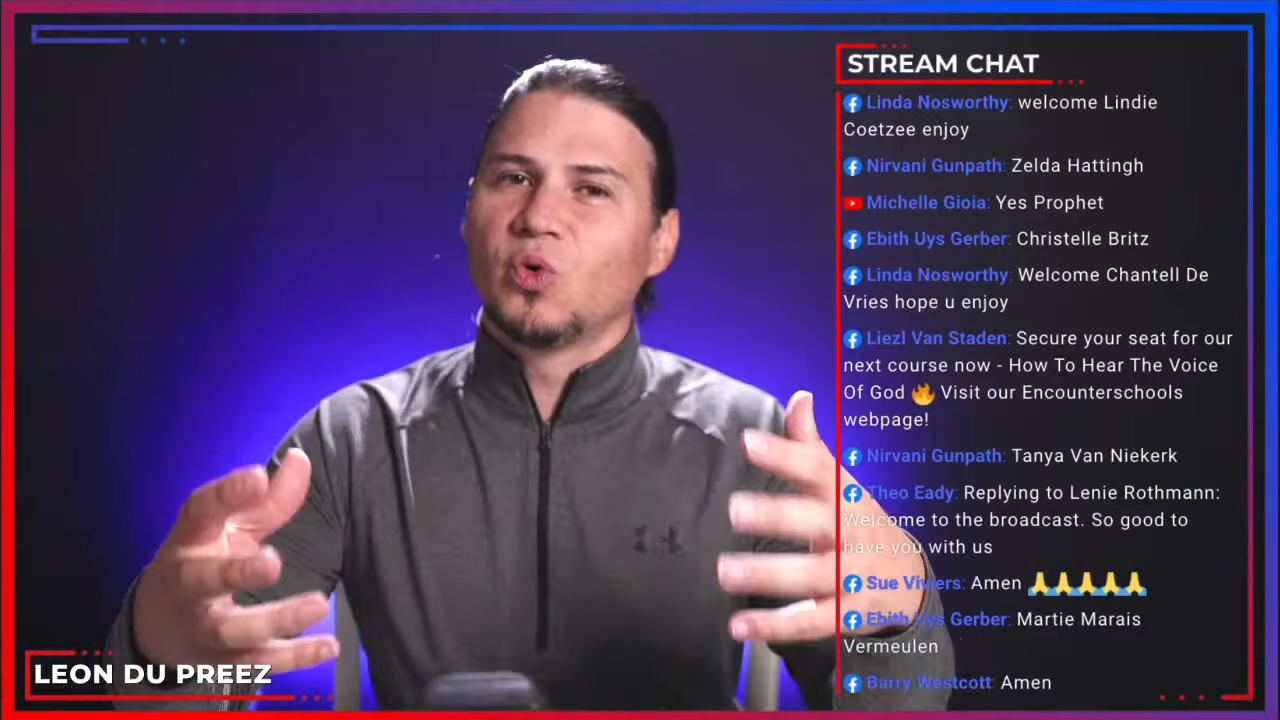 STREAM CHAT
Linda Nosworthy: welcome Lindie
Coetzee enjoy
Nirvani Gunpath: Zelda Hattingh
Michelle Gioia: Yes Prophet
Ebith Uys Gerber: Christelle Britz
Linda Nosworthy: Welcome Chantell De
Vries hope u enjoy
Liezl Van Staden: Secure your seat for our
next course now - How To Hear The Voice
Of God 🔥 Visit our Encounterschools
webpage!
Nirvani Gunpath: Tanya Van Niekerk
Theo Eady: Replying to Lenie Rothmann:
Welcome to the broadcast. So good to
have you with us
Sue Viviers: Amen 🙏🙏🙏🙏🙏
Ebith Uys Gerber: Martie Marais
Vermeulen
Barry Westcott: Amen
LEON DU PREEZ